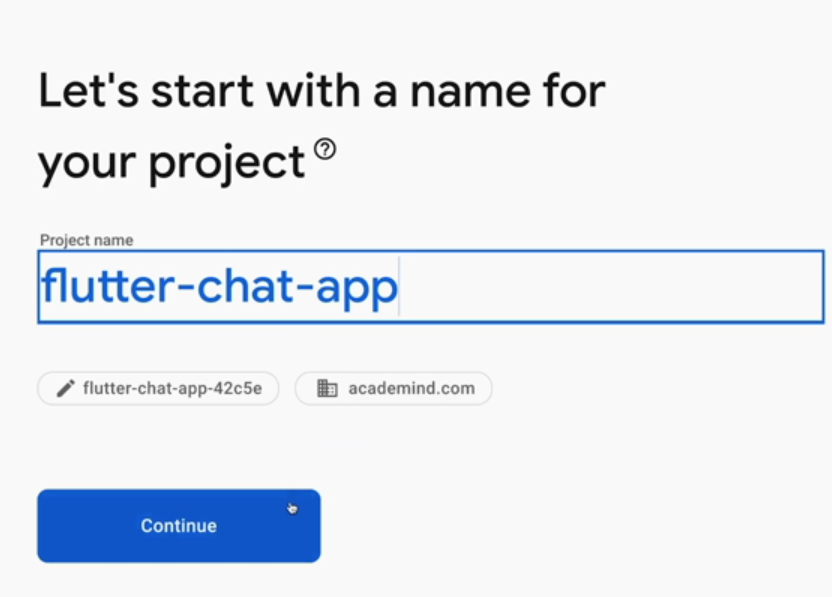 Let's start with a name for
your project
Project name
flutter-chat-app
flutter-chat-app-42c5e
academind.com
Continue